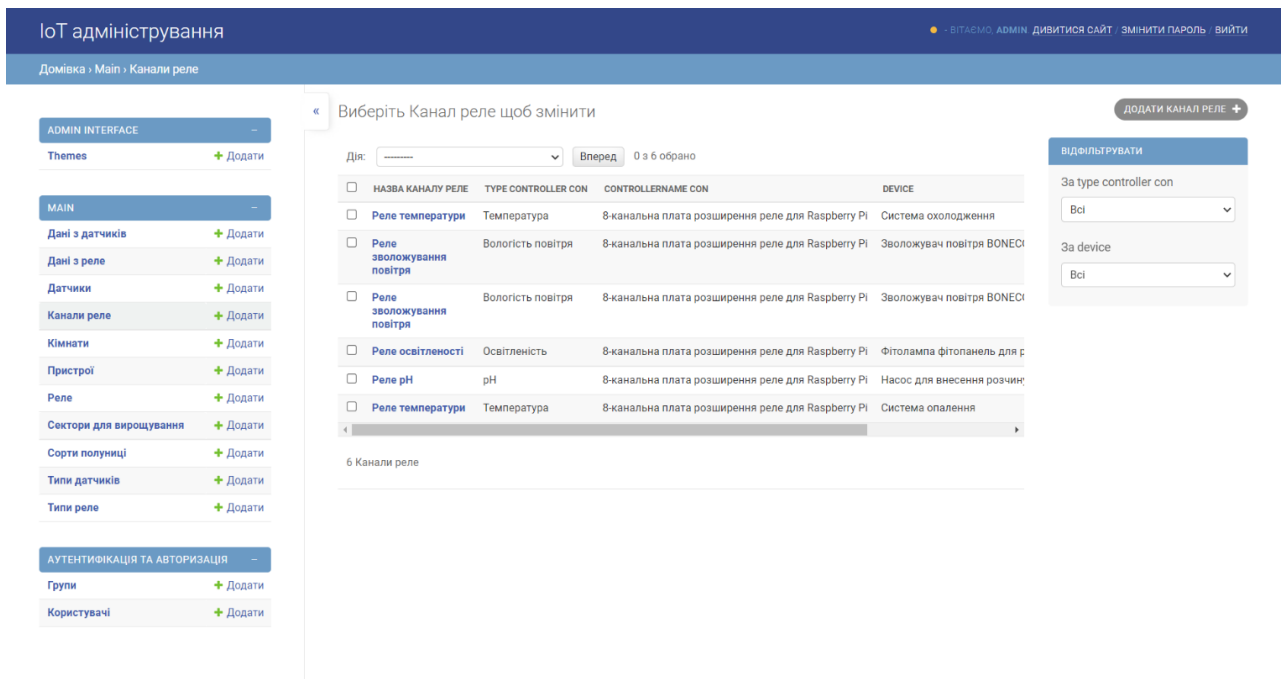 IoT адміністрування
- ВІТАЄМО, ADMIN. ДИВИТИСЯ САЙТ / ЗМІНИТИ ПАРОЛЬ / ВИЙТИ
Домівка › Main › Канали реле
ADMIN INTERFACE –
Themes + Додати
MAIN –
Дані з датчиків + Додати
Дані з реле + Додати
Датчики + Додати
Канали реле + Додати
Кімнати + Додати
Пристрої + Додати
Реле + Додати
Сектори для вирощування + Додати
Сорти полуниці + Додати
Типи датчиків + Додати
Типи реле + Додати
АУТЕНТИФІКАЦІЯ ТА АВТОРИЗАЦІЯ –
Групи + Додати
Користувачі + Додати
«
Виберіть Канал реле щоб змінити
ДОДАТИ КАНАЛ РЕЛЕ +
Дія: --------- Вперед 0 з 6 обрано
НАЗВА КАНАЛУ РЕЛЕ TYPE CONTROLLER CON CONTROLLERNAME CON DEVICE
Реле температури Температура 8-канальна плата розширення реле для Raspberry Pi Система охолодження
Реле Вологість повітря 8-канальна плата розширення реле для Raspberry Pi Зволожувач повітря BONECO
зволожування
повітря
Реле Вологість повітря 8-канальна плата розширення реле для Raspberry Pi Зволожувач повітря BONECO
зволожування
повітря
Реле освітленості Освітленість 8-канальна плата розширення реле для Raspberry Pi Фітолампа фітопанель для р
Реле pH pH 8-канальна плата розширення реле для Raspberry Pi Насос для внесення розчину
Реле температури Температура 8-канальна плата розширення реле для Raspberry Pi Система опалення
6 Канали реле
ВІДФІЛЬТРУВАТИ
За type controller con
Всі
За device
Всі